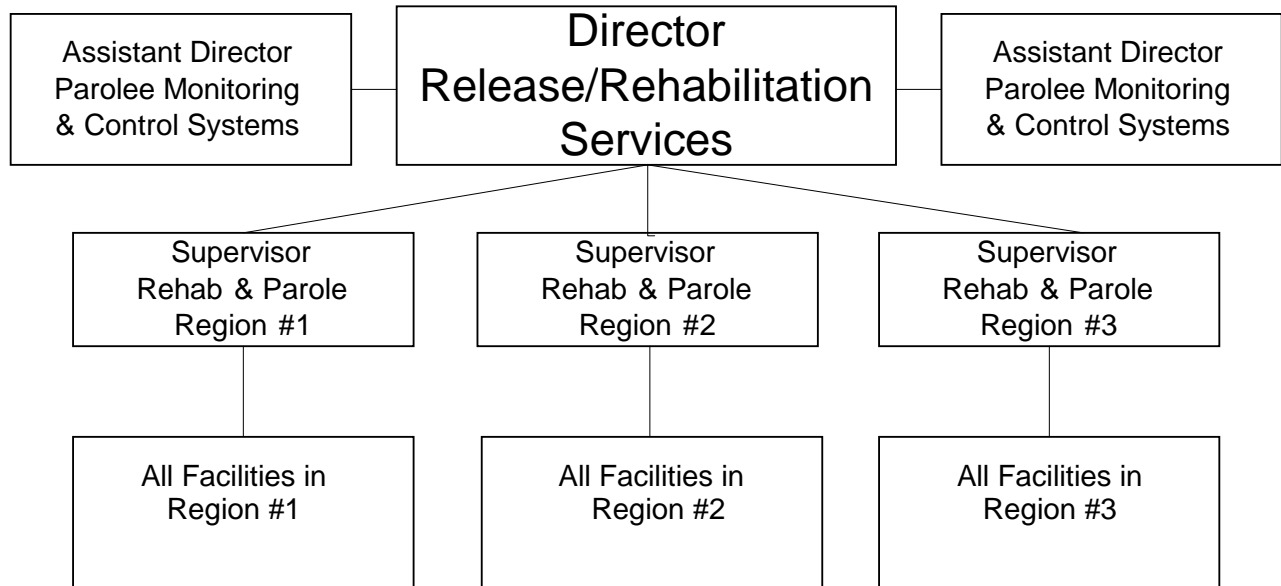 Assistant Director
Parolee Monitoring
& Control Systems
Director
Release/Rehabilitation
Services
Assistant Director
Parolee Monitoring
& Control Systems
Supervisor
Rehab & Parole
Region #1
Supervisor
Rehab & Parole
Region #2
Supervisor
Rehab & Parole
Region #3
All Facilities in
Region #1
All Facilities in
Region #2
All Facilities in
Region #3